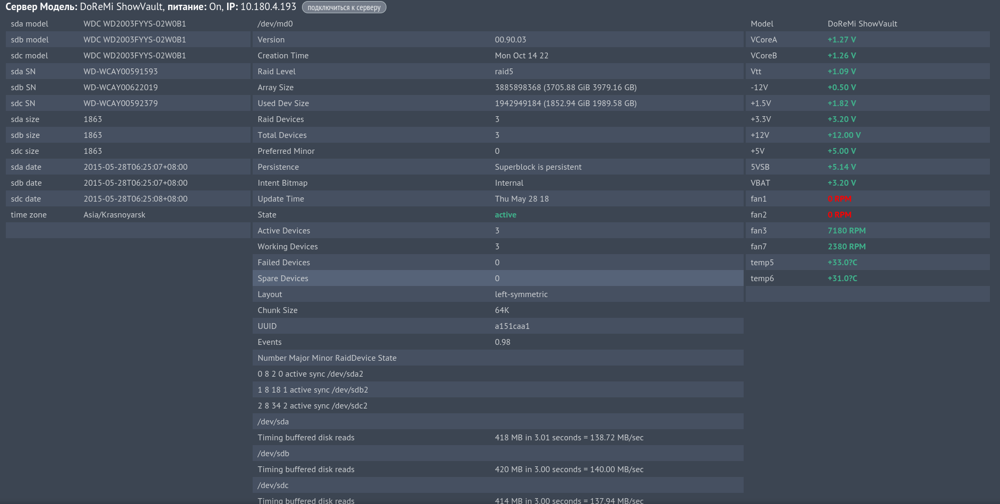 Сервер Модель: DoReMi ShowVault, питание: On, IP: 10.180.4.193 подключиться к серверу
sda model WDC WD2003FYYS-02W0B1
sdb model WDC WD2003FYYS-02W0B1
sdc model WDC WD2003FYYS-02W0B1
sda SN WD-WCAY00591593
sdb SN WD-WCAY00622019
sdc SN WD-WCAY00592379
sda size 1863
sdb size 1863
sdc size 1863
sda date 2015-05-28T06:25:07+08:00
sdb date 2015-05-28T06:25:07+08:00
sdc date 2015-05-28T06:25:08+08:00
time zone Asia/Krasnoyarsk
/dev/md0
Version 00.90.03
Creation Time Mon Oct 14 22
Raid Level raid5
Array Size 3885898368 (3705.88 GiB 3979.16 GB)
Used Dev Size 1942949184 (1852.94 GiB 1989.58 GB)
Raid Devices 3
Total Devices 3
Preferred Minor 0
Persistence Superblock is persistent
Intent Bitmap Internal
Update Time Thu May 28 18
State active
Active Devices 3
Working Devices 3
Failed Devices 0
Spare Devices 0
Layout left-symmetric
Chunk Size 64K
UUID a151caa1
Events 0.98
Number Major Minor RaidDevice State
0 8 2 0 active sync /dev/sda2
1 8 18 1 active sync /dev/sdb2
2 8 34 2 active sync /dev/sdc2
/dev/sda
Timing buffered disk reads 418 MB in 3.01 seconds = 138.72 MB/sec
/dev/sdb
Timing buffered disk reads 420 MB in 3.00 seconds = 140.00 MB/sec
/dev/sdc
Timing buffered disk reads 414 MB in 3.00 seconds = 137.94 MB/sec
Model DoReMi ShowVault
VCoreA +1.27 V
VCoreB +1.26 V
Vtt +1.09 V
-12V +0.50 V
+1.5V +1.82 V
+3.3V +3.20 V
+12V +12.00 V
+5V +5.00 V
5VSB +5.14 V
VBAT +3.20 V
fan1 0 RPM
fan2 0 RPM
fan3 7180 RPM
fan7 2380 RPM
temp5 +33.0?C
temp6 +31.0?C